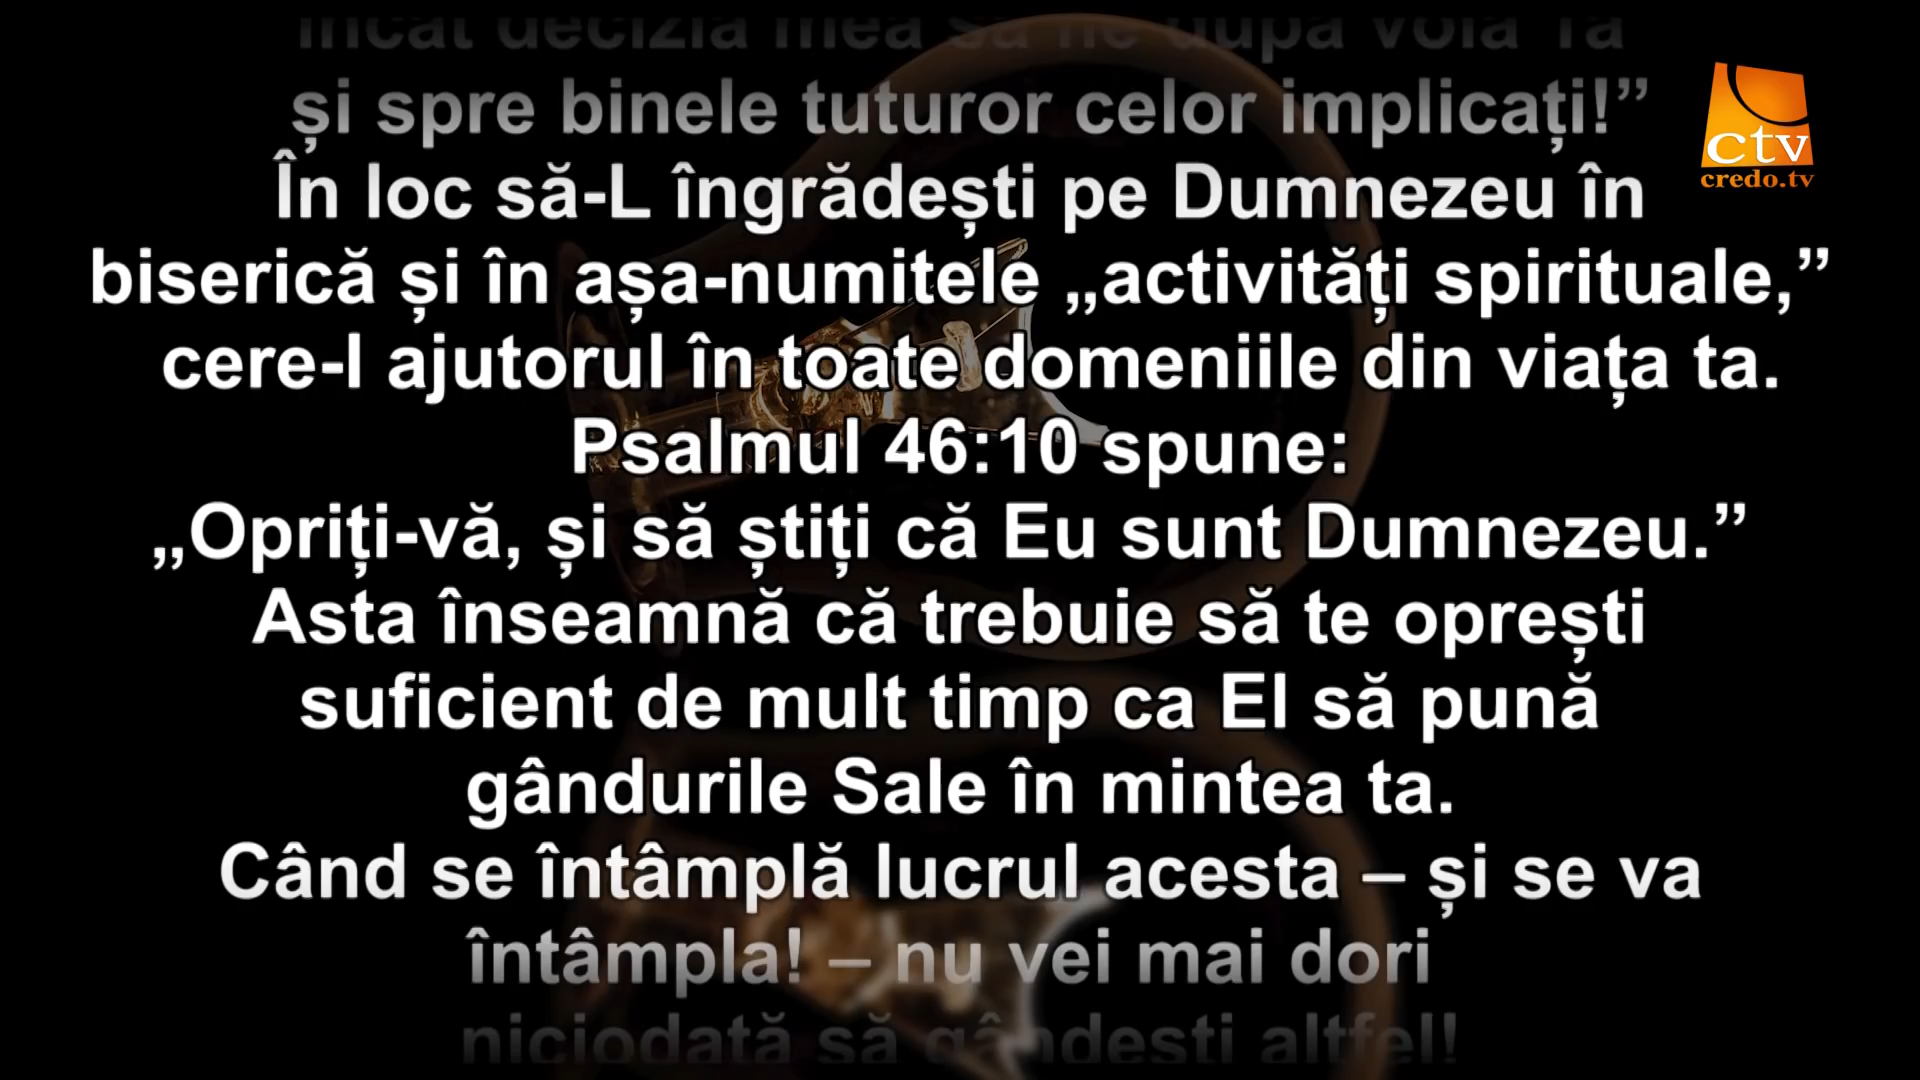 încât decizia mea să fie după voia Ta
și spre binele tuturor celor implicați!”
În loc să-L îngrădești pe Dumnezeu în
biserică și în așa-numitele „activități spirituale,”
cere-I ajutorul în toate domeniile din viața ta.
Psalmul 46:10 spune:
„Opriți-vă, și să știți că Eu sunt Dumnezeu.”
Asta înseamnă că trebuie să te oprești
suficient de mult timp ca El să pună
gândurile Sale în mintea ta.
Când se întâmplă lucrul acesta – și se va
întâmpla! – nu vei mai dori
niciodată să gândești altfel!
ctv
credo.tv